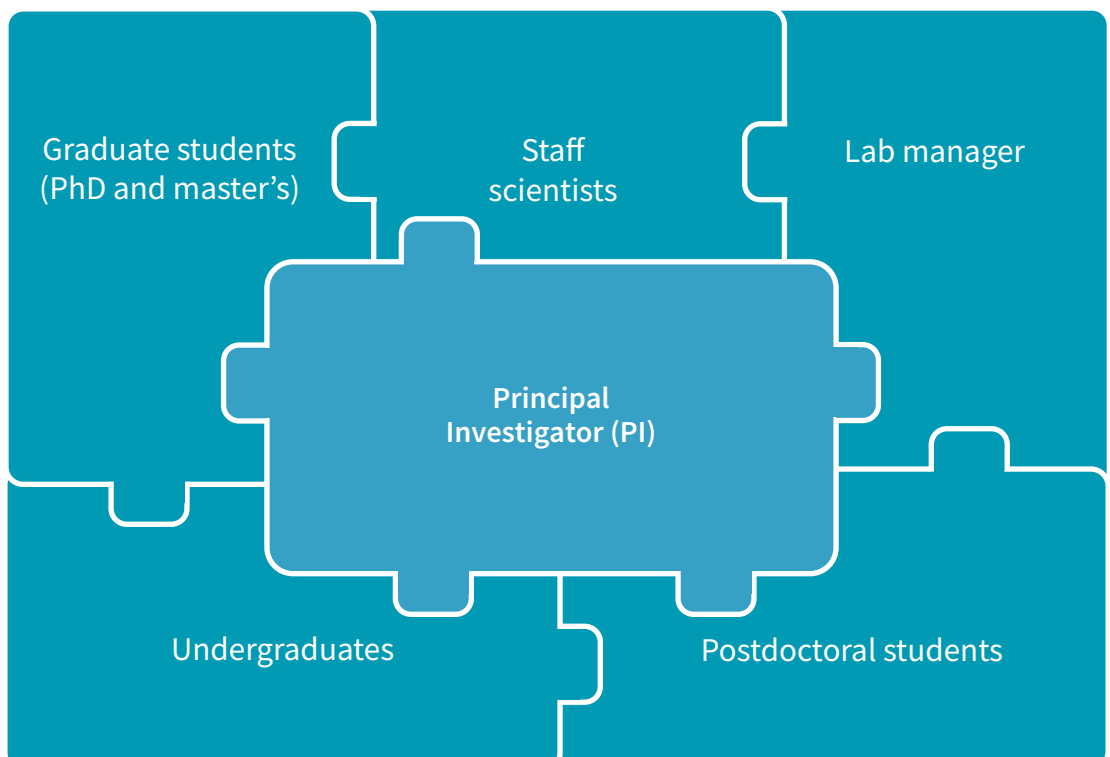 Graduate students
(PhD and master’s)
Staff
scientists
Lab manager
Principal
Investigator (PI)
Undergraduates
Postdoctoral students